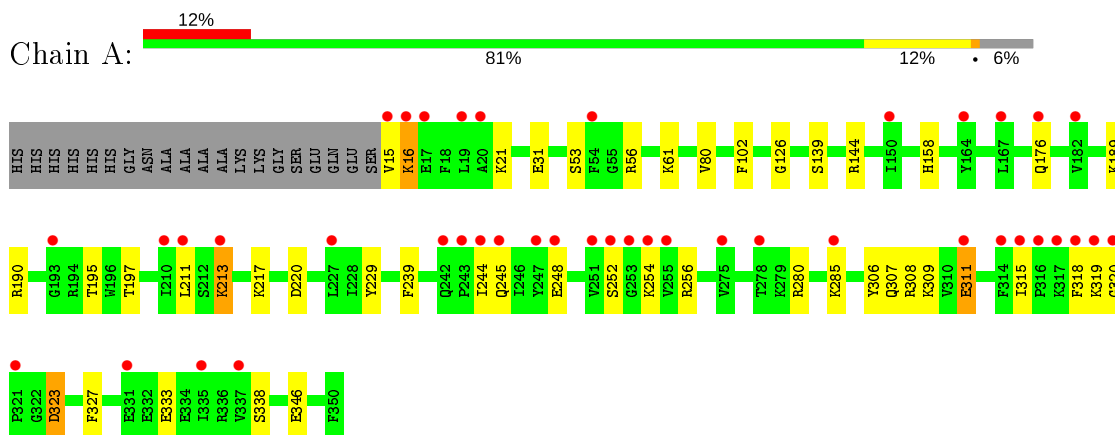 12%
Chain A:
81% 12% • 6%
HIS HIS HIS HIS HIS HIS GLY ASN ALA ALA ALA ALA LYS LYS GLY SER GLU GLN GLU SER V15 K16 E17 F18 L19 A20 K21 E31 S53 F54 G55 R56 K61 V80 F102 G126 S139 R144 I150 H158 Y164 L167 Q176 V182 K189
R190 G193 R194 T195 W196 T197 I210 L211 S212 K213 K217 D220 L227 I228 Y229 F239 Q242 P243 I244 Q245 I246 Y247 E248 V251 S252 G253 K254 V255 R256 V275 T278 K279 R280 K285 Y306 Q307 R308 K309 V310 E311 F314 I315 P316 K317 F318 K319 G320
P321 G322 D323 F327 E331 E332 E333 E334 I335 R336 V337 S338 E346 F350